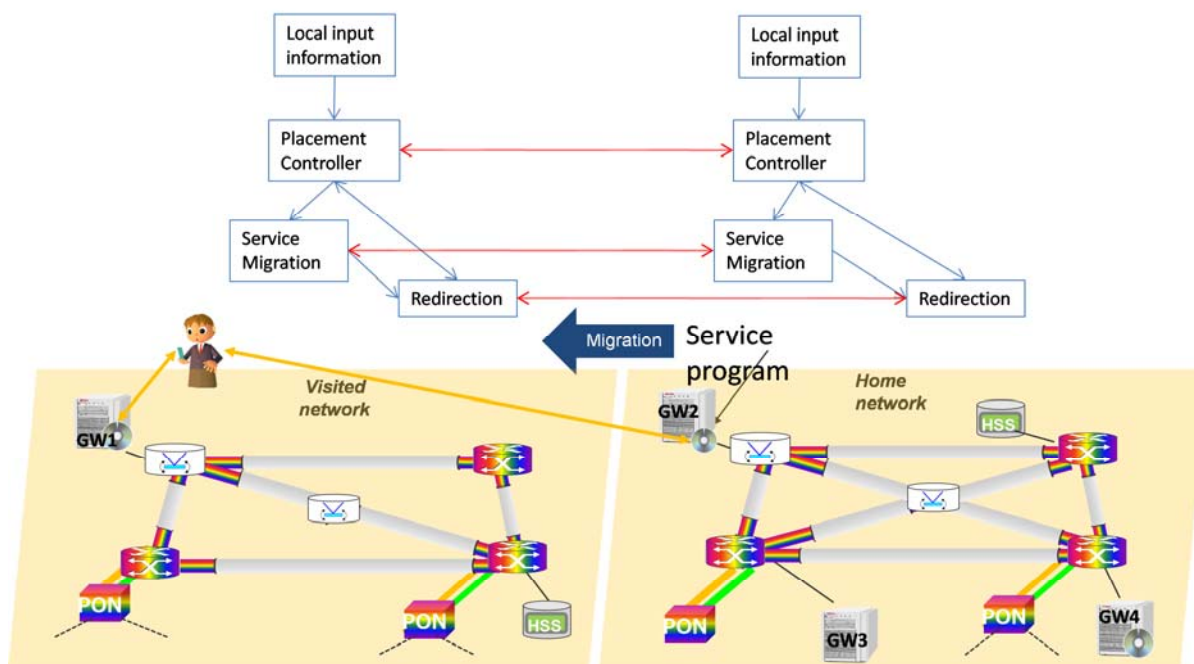 Local input
information
Local input
information
Placement
Controller
Placement
Controller
Service
Migration
Service
Migration
Redirection
Redirection
Migration
Service
program
Visited
network
Home
network
GW1
GW2
HSS
PON
PON
HSS
PON
GW3
PON
GW4